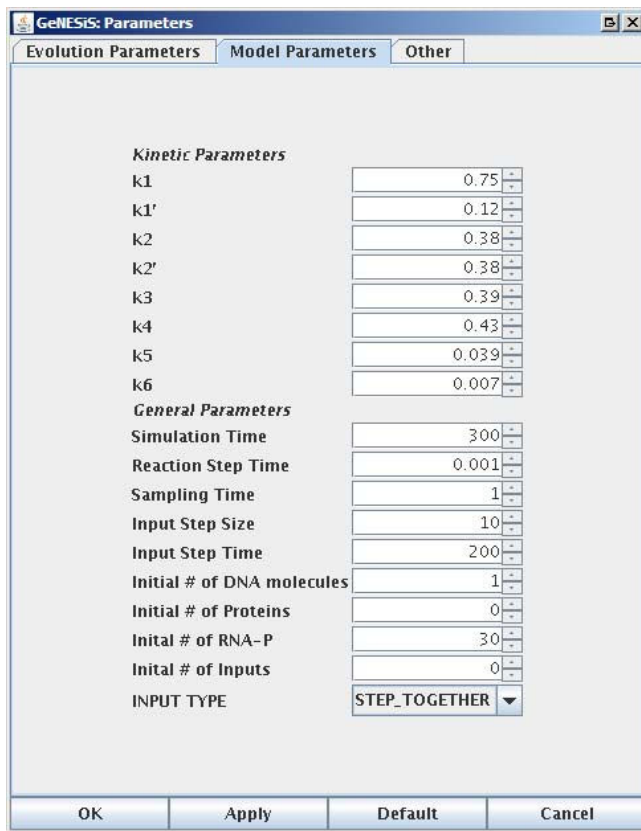 GeNESiS: Parameters
Evolution Parameters Model Parameters Other
Kinetic Parameters
k1 0.75
k1' 0.12
k2 0.38
k2' 0.38
k3 0.39
k4 0.43
k5 0.039
k6 0.007
General Parameters
Simulation Time 300
Reaction Step Time 0.001
Sampling Time 1
Input Step Size 10
Input Step Time 200
Initial # of DNA molecules 1
Initial # of Proteins 0
Inital # of RNA-P 30
Inital # of Inputs 0
INPUT TYPE STEP_TOGETHER
OK Apply Default Cancel